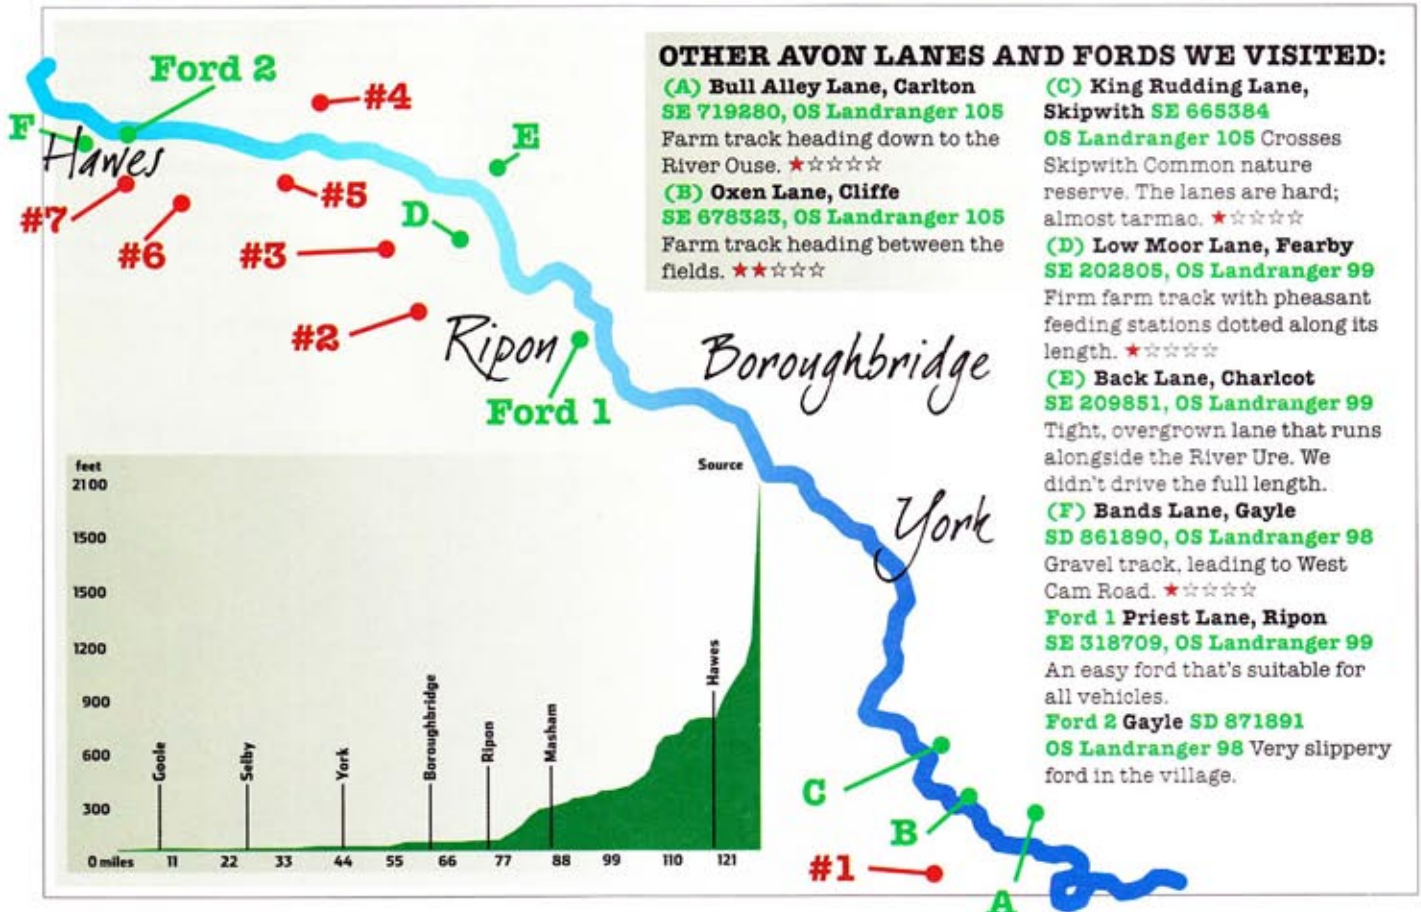 Ford 2
#4
F
Hawes
E
#7
#5
D
#6
#3
#2
Ripon
Ford 1
Boroughbridge
York
C
B
#1
A
OTHER AVON LANES AND FORDS WE VISITED:
(A) Bull Alley Lane, Carlton
SE 719280, OS Landranger 105
Farm track heading down to the
River Ouse. ★☆☆☆☆
(B) Oxen Lane, Cliffe
SE 678323, OS Landranger 105
Farm track heading between the
fields. ★★☆☆☆
(C) King Rudding Lane,
Skipwith SE 665384
OS Landranger 105 Crosses
Skipwith Common nature
reserve. The lanes are hard;
almost tarmac. ★☆☆☆☆
(D) Low Moor Lane, Fearby
SE 202805, OS Landranger 99
Firm farm track with pheasant
feeding stations dotted along its
length. ★☆☆☆☆
(E) Back Lane, Charlcot
SE 209851, OS Landranger 99
Tight, overgrown lane that runs
alongside the River Ure. We
didn't drive the full length.
(F) Bands Lane, Gayle
SD 861890, OS Landranger 98
Gravel track, leading to West
Cam Road. ★☆☆☆☆
Ford 1 Priest Lane, Ripon
SE 318709, OS Landranger 99
An easy ford that's suitable for
all vehicles.
Ford 2 Gayle SD 871891
OS Landranger 98 Very slippery
ford in the village.
feet
2100
1500
1500
1200
900
600
300
0 miles 11 22 33 44 55 66 77 88 99 110 121
Goole
Selby
York
Boroughbridge
Ripon
Masham
Hawes
Source